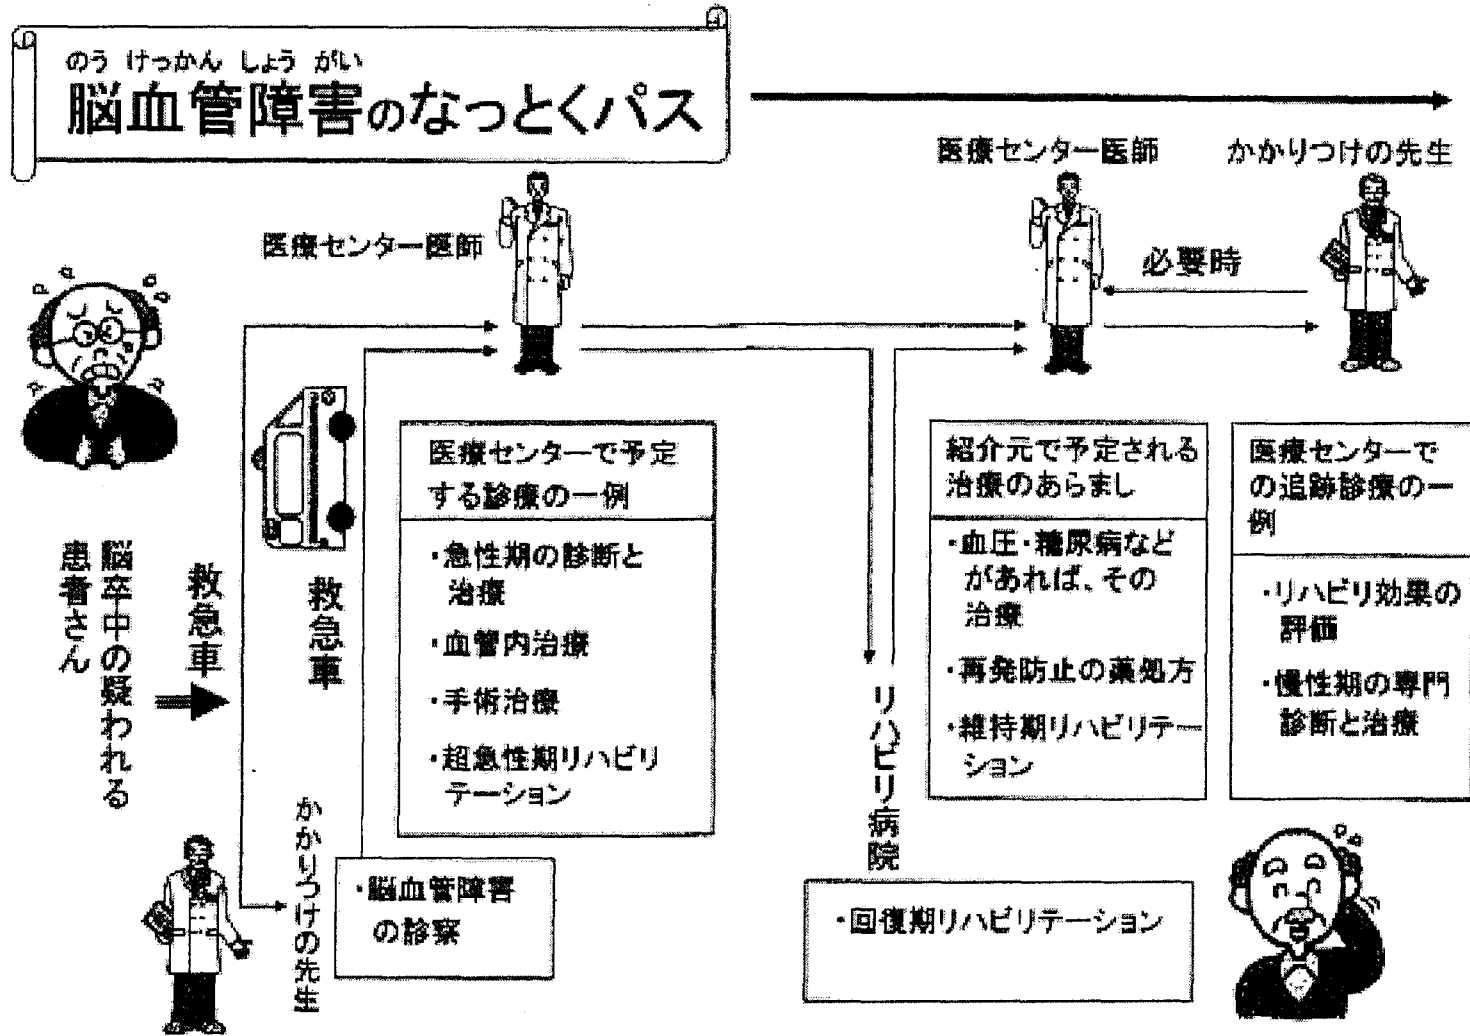 のう けっかん しょう がい
脳血管障害のなっとくパス
医療センター医師
かかりつけの先生
医療センター医師
必要時
脳卒中の疑われる
患者さん
救急車
救急車
医療センターで予定
する診療の一例
・急性期の診断と
治療
・血管内治療
・手術治療
・超急性期リハビリ
テーション
紹介元で予定される
治療のあらまし
・血圧・糖尿病など
があれば、その
治療
・再発防止の薬処方
・維持期リハビリテー
ション
医療センターで
の追跡診療の一
例
・リハビリ効果の
評価
・慢性期の専門
診断と治療
かかりつけの先生
・脳血管障害
の診察
リハビリ病院
・回復期リハビリテーション